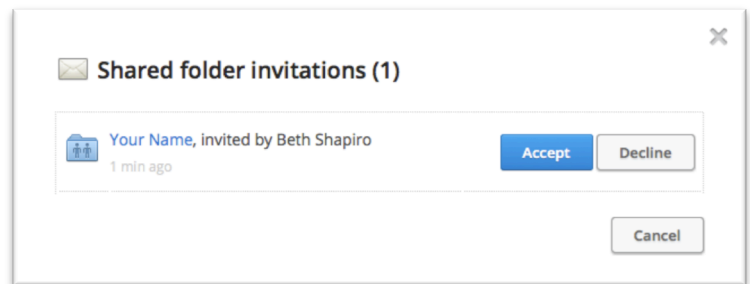 Shared folder invitations (1)
Your Name, invited by Beth Shapiro
1 min ago
Accept
Decline
Cancel